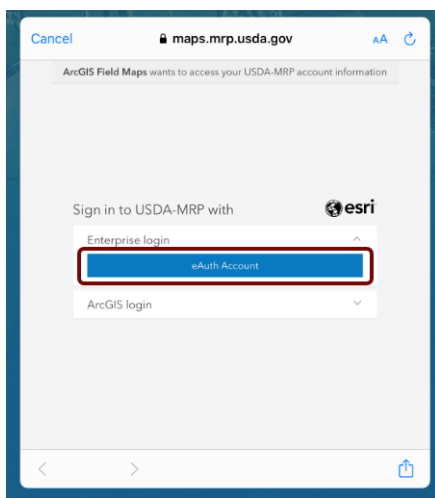 Cancel maps.mrp.usda.gov AA
ArcGIS Field Maps wants to access your USDA-MRP account information
Sign in to USDA-MRP with esri
Enterprise login
eAuth Account
ArcGIS login